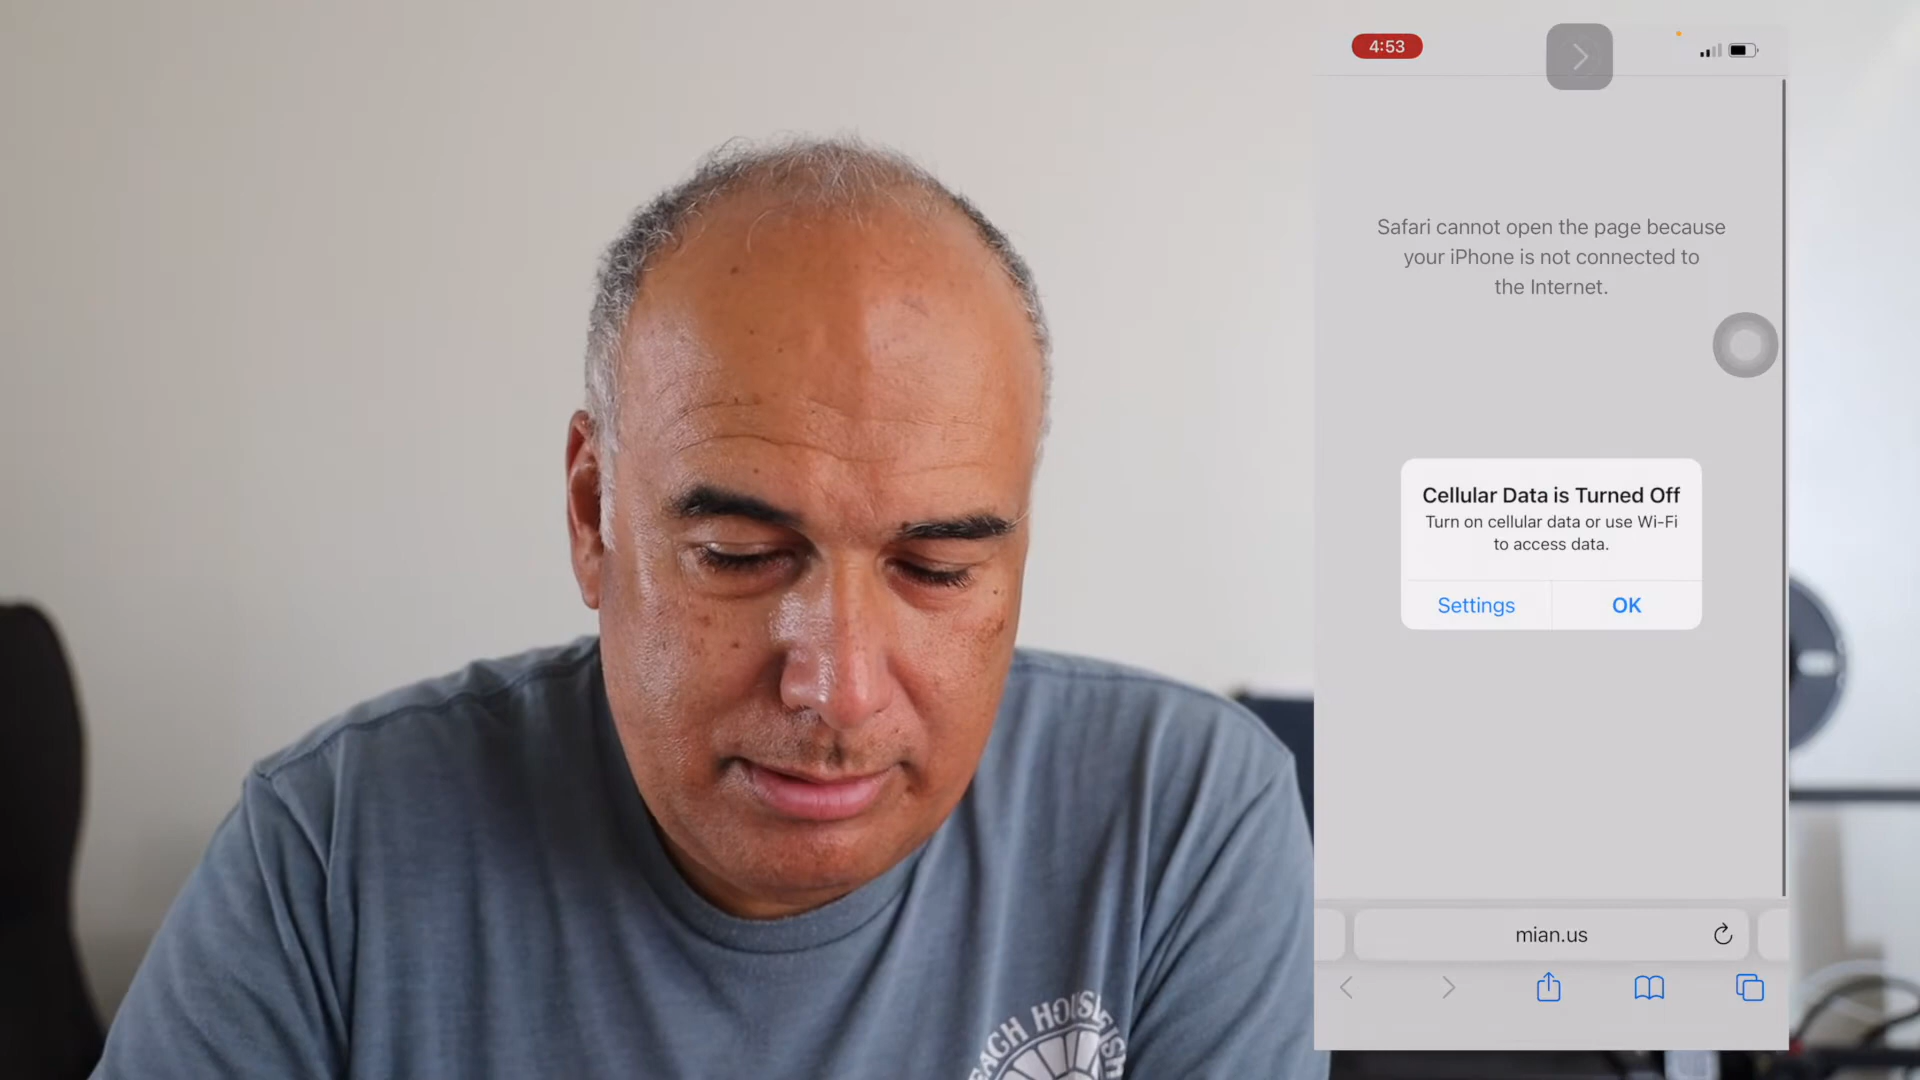 4:53
Safari cannot open the page because
your iPhone is not connected to
the Internet.
Cellular Data is Turned Off
Turn on cellular data or use Wi-Fi
to access data.
Settings
OK
mian.us
HOUSE